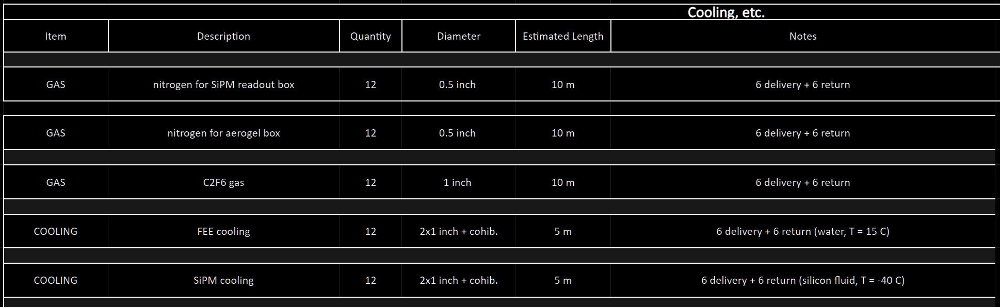 Cooling, etc.
Item Description Quantity Diameter Estimated Length Notes
GAS nitrogen for SiPM readout box 12 0.5 inch 10 m 6 delivery + 6 return
GAS nitrogen for aerogel box 12 0.5 inch 10 m 6 delivery + 6 return
GAS C2F6 gas 12 1 inch 10 m 6 delivery + 6 return
COOLING FEE cooling 12 2x1 inch + cohib. 5 m 6 delivery + 6 return (water, T = 15 C)
COOLING SiPM cooling 12 2x1 inch + cohib. 5 m 6 delivery + 6 return (silicon fluid, T = -40 C)